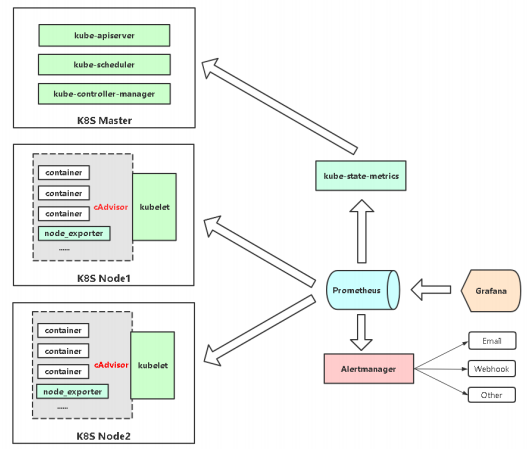 kube-apiserver
kube-scheduler
kube-controller-manager
K8S Master
container
container
container
cAdvisor
kubelet
node_exporter
......
K8S Node1
container
container
container
cAdvisor
kubelet
node_exporter
......
K8S Node2
kube-state-metrics
Prometheus
Grafana
Alertmanager
Email
Webhook
Other